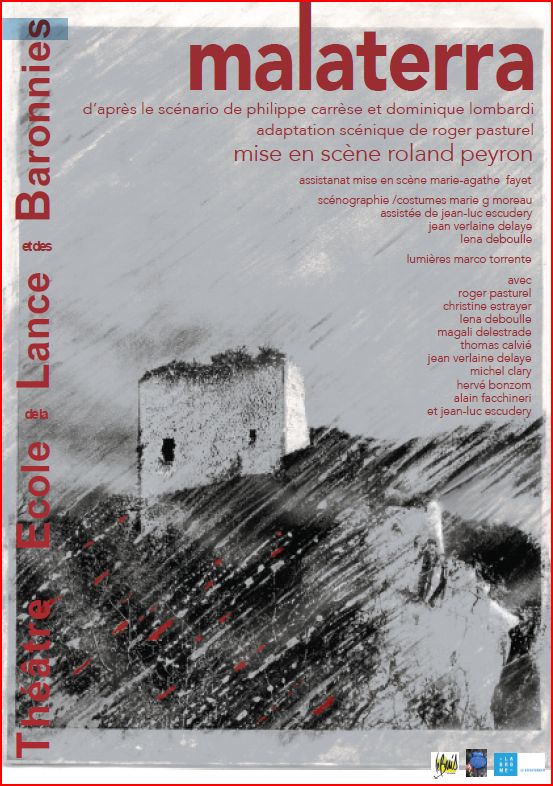 malaterra
d'après le scénario de philippe carrèse et dominique lombardi
adaptation scénique de roger pasturel
mise en scène roland peyron
assistanat mise en scène marie-agathe fayet
scénographie /costumes marie g moreau
assistée de jean-luc escudery
jean verlaine delaye
lena deboulle
lumières marco torrente
avec
roger pasturel
christine estrayer
lena deboulle
magali delestrade
thomas calvié
jean verlaine delaye
michel clary
hervé bonzom
alain facchineri
et jean-luc escudery
Théâtre Ecole de la Lance et des Baronnies
LA
DRÔME